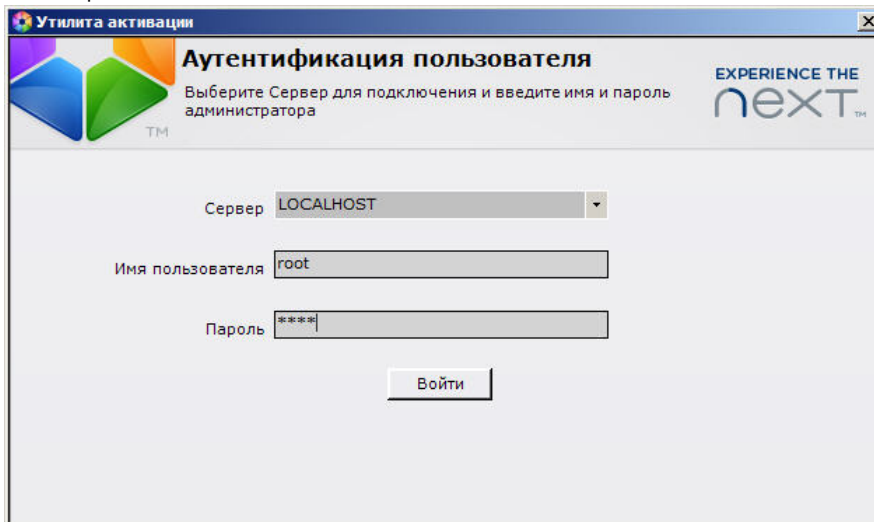 Утилита активации
Аутентификация пользователя
Выберите Сервер для подключения и введите имя и пароль
администратора
EXPERIENCE THE
next™
TM
Сервер LOCALHOST
Имя пользователя root
Пароль ****
Войти